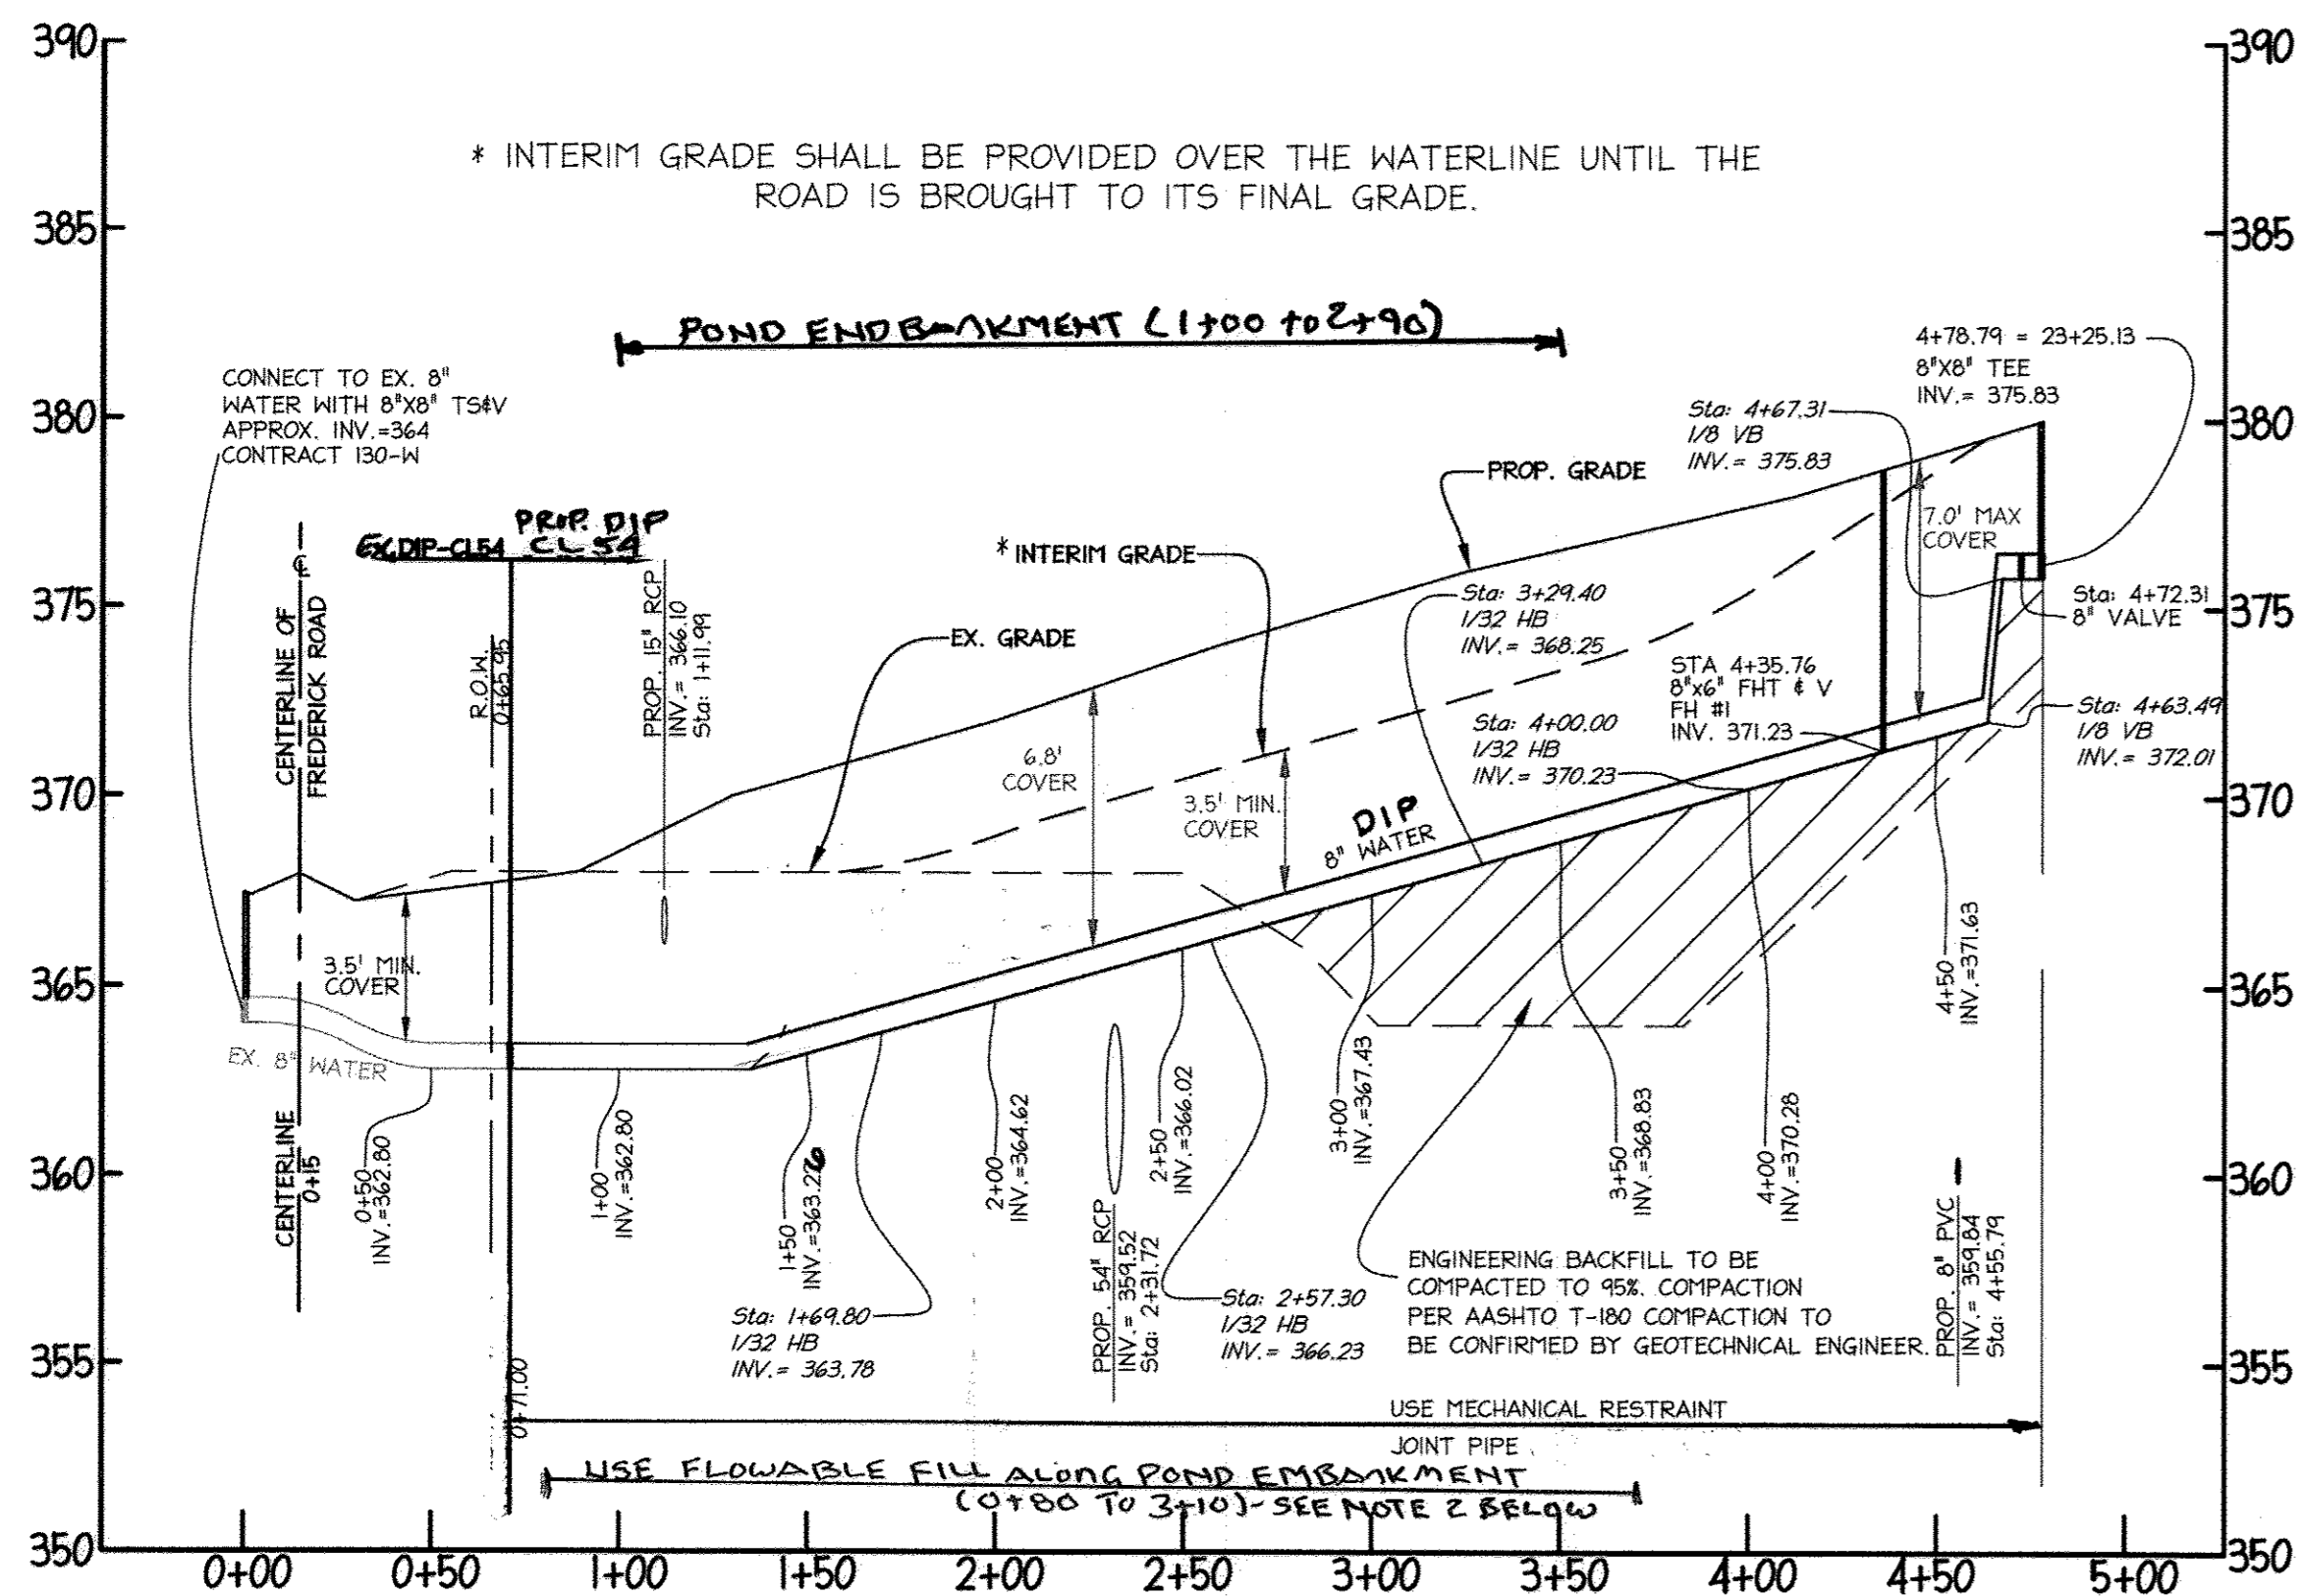 390
390
* INTERIM GRADE SHALL BE PROVIDED OVER THE WATERLINE UNTIL THE
ROAD IS BROUGHT TO ITS FINAL GRADE.
385
385
POND ENDBANKMENT (1+00 to 2+90)
4+78.79 = 23+25.13
8"X8" TEE
INV.= 375.83
CONNECT TO EX. 8"
WATER WITH 8"X8" TS&V
APPROX. INV.=364
CONTRACT 130-W
380
380
Sta: 4+67.31
1/8 VB
INV.= 375.83
PROP. GRADE
7.0' MAX
COVER
PROP. DIP
CL 54
EX. DIP-CL54
℄
CENTERLINE OF
FREDERICK ROAD
R.O.W.
0+65.95
PROP. 15" RCP
INV.= 366.10
Sta: 1+11.99
* INTERIM GRADE
EX. GRADE
375
375
Sta: 3+29.40
1/32 HB
INV.= 368.25
Sta: 4+72.31
8" VALVE
STA 4+35.76
8"x6" FHT & V
FH #1
INV. 371.23
Sta: 4+00.00
1/32 HB
INV.= 370.23
Sta: 4+63.49
1/8 VB
INV.= 372.01
6.8'
COVER
3.5' MIN.
COVER
DIP
8" WATER
370
370
3.5' MIN.
COVER
365
365
EX. 8" WATER
CENTERLINE
0+15
0+50
INV.=362.80
1+00
INV.=362.80
1+50
INV.=363.226
2+00
INV.=364.62
2+50
INV.=366.02
3+00
INV.=367.43
3+50
INV.=368.83
4+00
INV.=370.28
4+50
INV.=371.63
360
360
Sta: 1+69.80
1/32 HB
INV.= 363.78
PROP. 54" RCP
INV.= 359.52
Sta: 2+31.72
Sta: 2+57.30
1/32 HB
INV.= 366.23
ENGINEERING BACKFILL TO BE
COMPACTED TO 95%. COMPACTION
PER AASHTO T-180 COMPACTION TO
BE CONFIRMED BY GEOTECHNICAL ENGINEER.
PROP. 8" PVC
INV.= 359.84
Sta: 4+55.79
355
355
0+71.00
USE MECHANICAL RESTRAINT
JOINT PIPE
USE FLOWABLE FILL ALONG POND EMBANKMENT
(0+80 TO 3+10)-SEE NOTE 2 BELOW
350
350
0+00 0+50 1+00 1+50 2+00 2+50 3+00 3+50 4+00 4+50 5+00